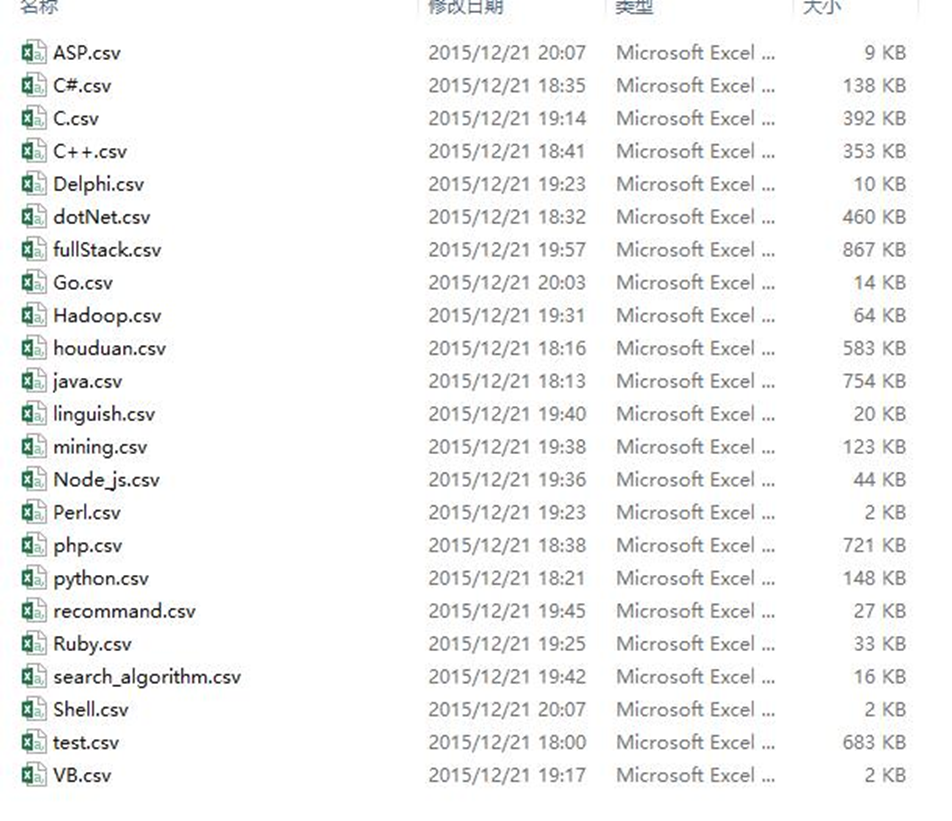 名称 修改日期 类型 大小
ASP.csv 2015/12/21 20:07 Microsoft Excel ... 9 KB
C#.csv 2015/12/21 18:35 Microsoft Excel ... 138 KB
C.csv 2015/12/21 19:14 Microsoft Excel ... 392 KB
C++.csv 2015/12/21 18:41 Microsoft Excel ... 353 KB
Delphi.csv 2015/12/21 19:23 Microsoft Excel ... 10 KB
dotNet.csv 2015/12/21 18:32 Microsoft Excel ... 460 KB
fullStack.csv 2015/12/21 19:57 Microsoft Excel ... 867 KB
Go.csv 2015/12/21 20:03 Microsoft Excel ... 14 KB
Hadoop.csv 2015/12/21 19:31 Microsoft Excel ... 64 KB
houduan.csv 2015/12/21 18:16 Microsoft Excel ... 583 KB
java.csv 2015/12/21 18:13 Microsoft Excel ... 754 KB
linguish.csv 2015/12/21 19:40 Microsoft Excel ... 20 KB
mining.csv 2015/12/21 19:38 Microsoft Excel ... 123 KB
Node_js.csv 2015/12/21 19:36 Microsoft Excel ... 44 KB
Perl.csv 2015/12/21 19:23 Microsoft Excel ... 2 KB
php.csv 2015/12/21 18:38 Microsoft Excel ... 721 KB
python.csv 2015/12/21 18:21 Microsoft Excel ... 148 KB
recommand.csv 2015/12/21 19:45 Microsoft Excel ... 27 KB
Ruby.csv 2015/12/21 19:25 Microsoft Excel ... 33 KB
search_algorithm.csv 2015/12/21 19:42 Microsoft Excel ... 16 KB
Shell.csv 2015/12/21 20:07 Microsoft Excel ... 2 KB
test.csv 2015/12/21 18:00 Microsoft Excel ... 683 KB
VB.csv 2015/12/21 19:17 Microsoft Excel ... 2 KB